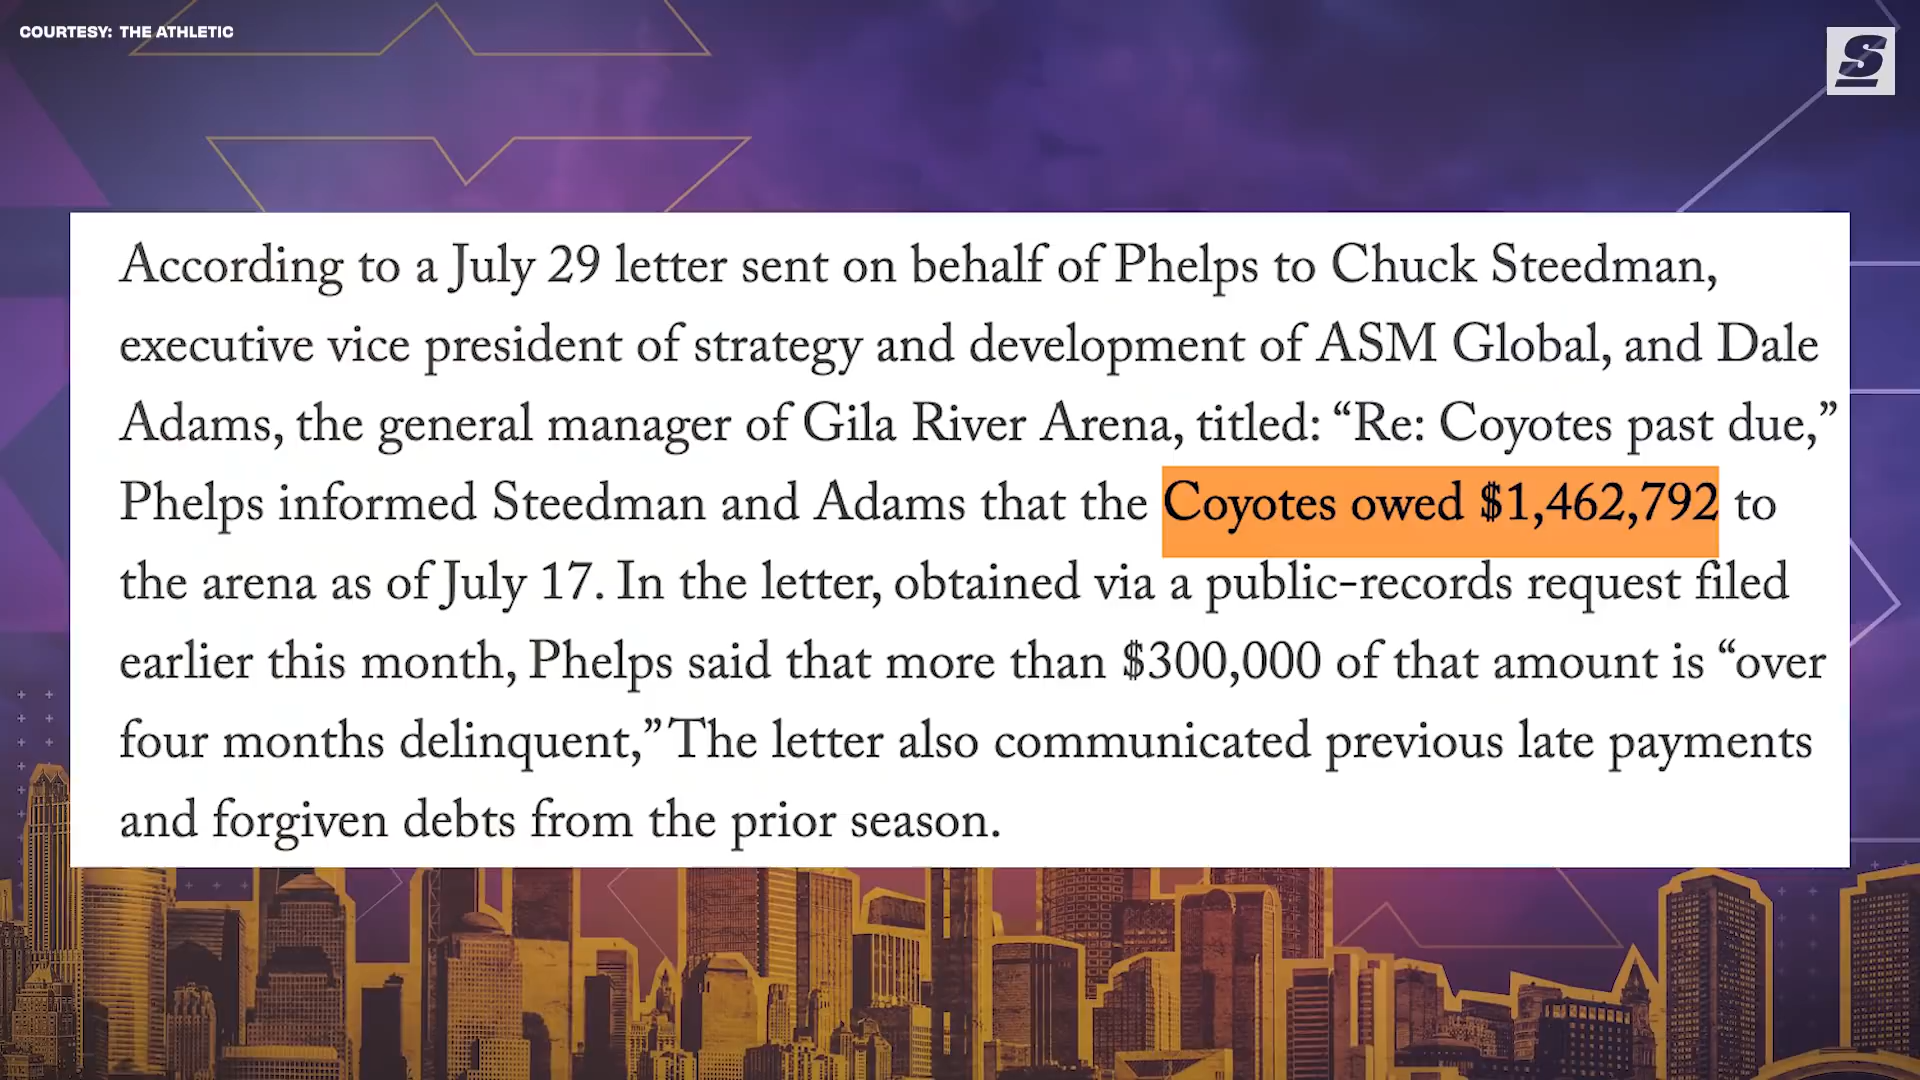 COURTESY: THE ATHLETIC
S
According to a July 29 letter sent on behalf of Phelps to Chuck Steedman,
executive vice president of strategy and development of ASM Global, and Dale
Adams, the general manager of Gila River Arena, titled: “Re: Coyotes past due,”
Phelps informed Steedman and Adams that the Coyotes owed $1,462,792 to
the arena as of July 17. In the letter, obtained via a public-records request filed
earlier this month, Phelps said that more than $300,000 of that amount is “over
four months delinquent,” The letter also communicated previous late payments
and forgiven debts from the prior season.